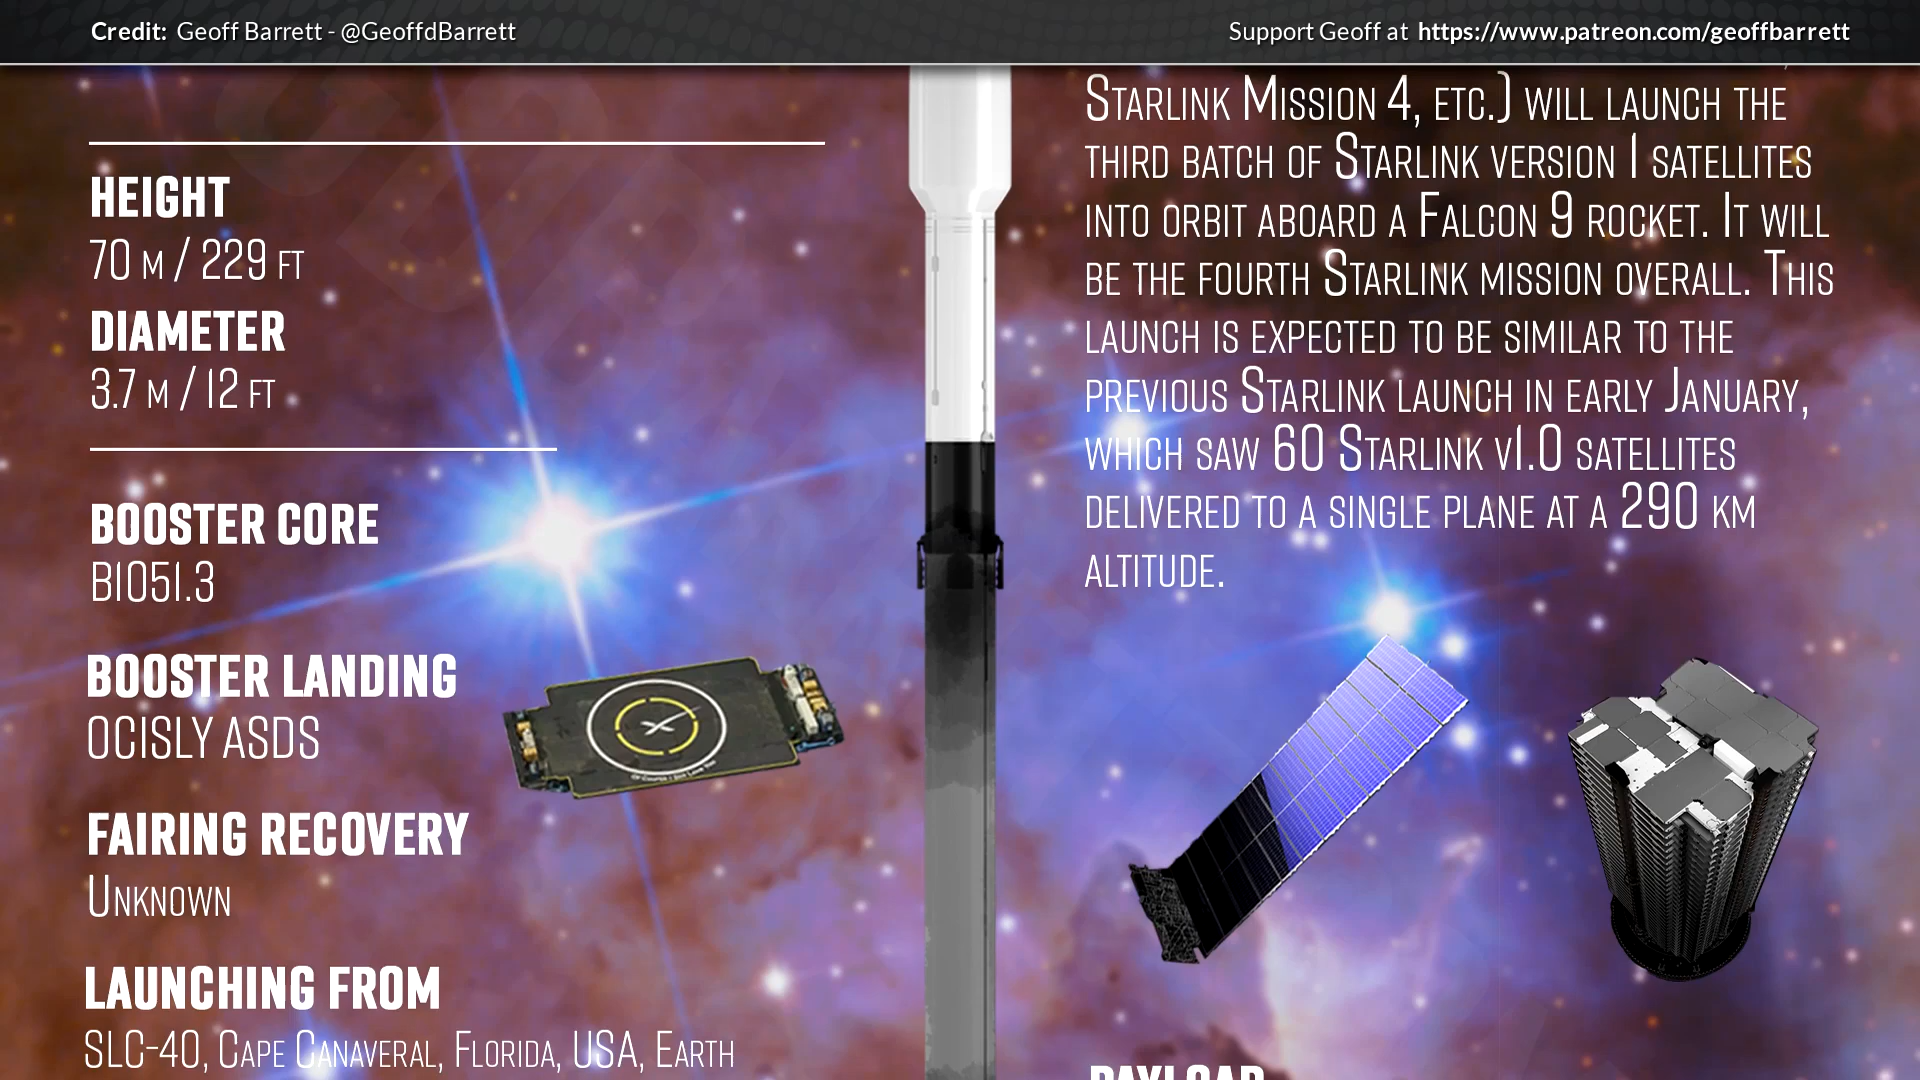 Credit: Geoff Barrett - @GeoffdBarrett
Support Geoff at https://www.patreon.com/geoffbarrett
HEIGHT
70 m / 229 ft
DIAMETER
3.7 m / 12 ft
BOOSTER CORE
B1051.3
BOOSTER LANDING
OCISLY ASDS
FAIRING RECOVERY
Unknown
LAUNCHING FROM
SLC-40, Cape Canaveral, Florida, USA, Earth
Starlink Mission 4, etc.) will launch the
third batch of Starlink version 1 satellites
into orbit aboard a Falcon 9 rocket. It will
be the fourth Starlink mission overall. This
launch is expected to be similar to the
previous Starlink launch in early January,
which saw 60 Starlink v1.0 satellites
delivered to a single plane at a 290 km
altitude.
PAYLOAD